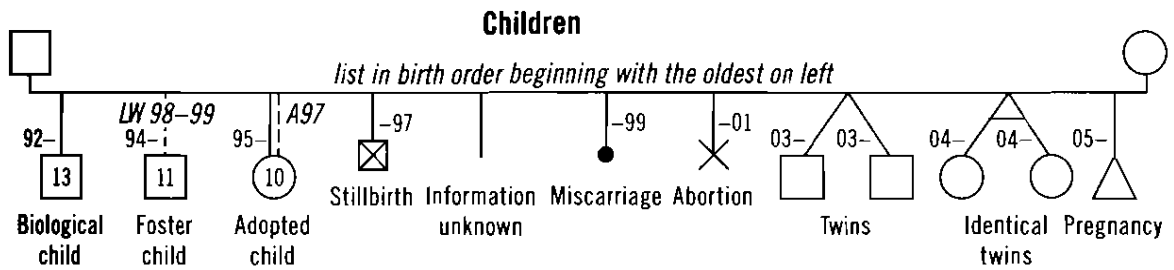 Children
list in birth order beginning with the oldest on left
LW 98–99
A97
92–
94–
95–
–97
–99
–01
03–
03–
04–
04–
05–
13
11
10
Biological child
Foster child
Adopted child
Stillbirth
Information unknown
Miscarriage
Abortion
Twins
Identical twins
Pregnancy